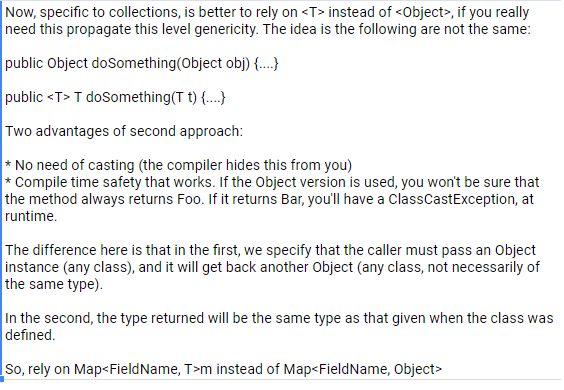 Now, specific to collections, is better to rely on <T> instead of <Object>, if you really
need this propagate this level genericity. The idea is the following are not the same:
public Object doSomething(Object obj) {....}
public <T> T doSomething(T t) {....}
Two advantages of second approach:
* No need of casting (the compiler hides this from you)
* Compile time safety that works. If the Object version is used, you won't be sure that
the method always returns Foo. If it returns Bar, you'll have a ClassCastException, at
runtime.
The difference here is that in the first, we specify that the caller must pass an Object
instance (any class), and it will get back another Object (any class, not necessarily of
the same type).
In the second, the type returned will be the same type as that given when the class was
defined.
So, rely on Map<FieldName, T>m instead of Map<FieldName, Object>